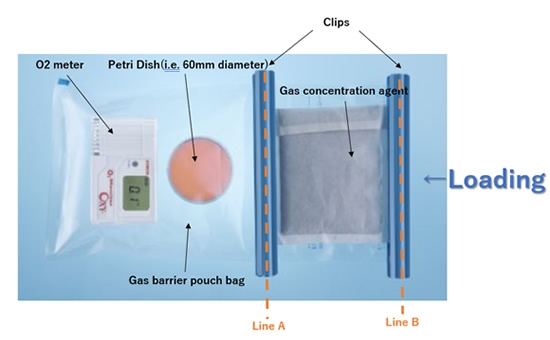 Clips
O2 meter
Petri Dish(i.e. 60mm diameter)
Gas concentration agent
Loading
Gas barrier pouch bag
Line A
Line B